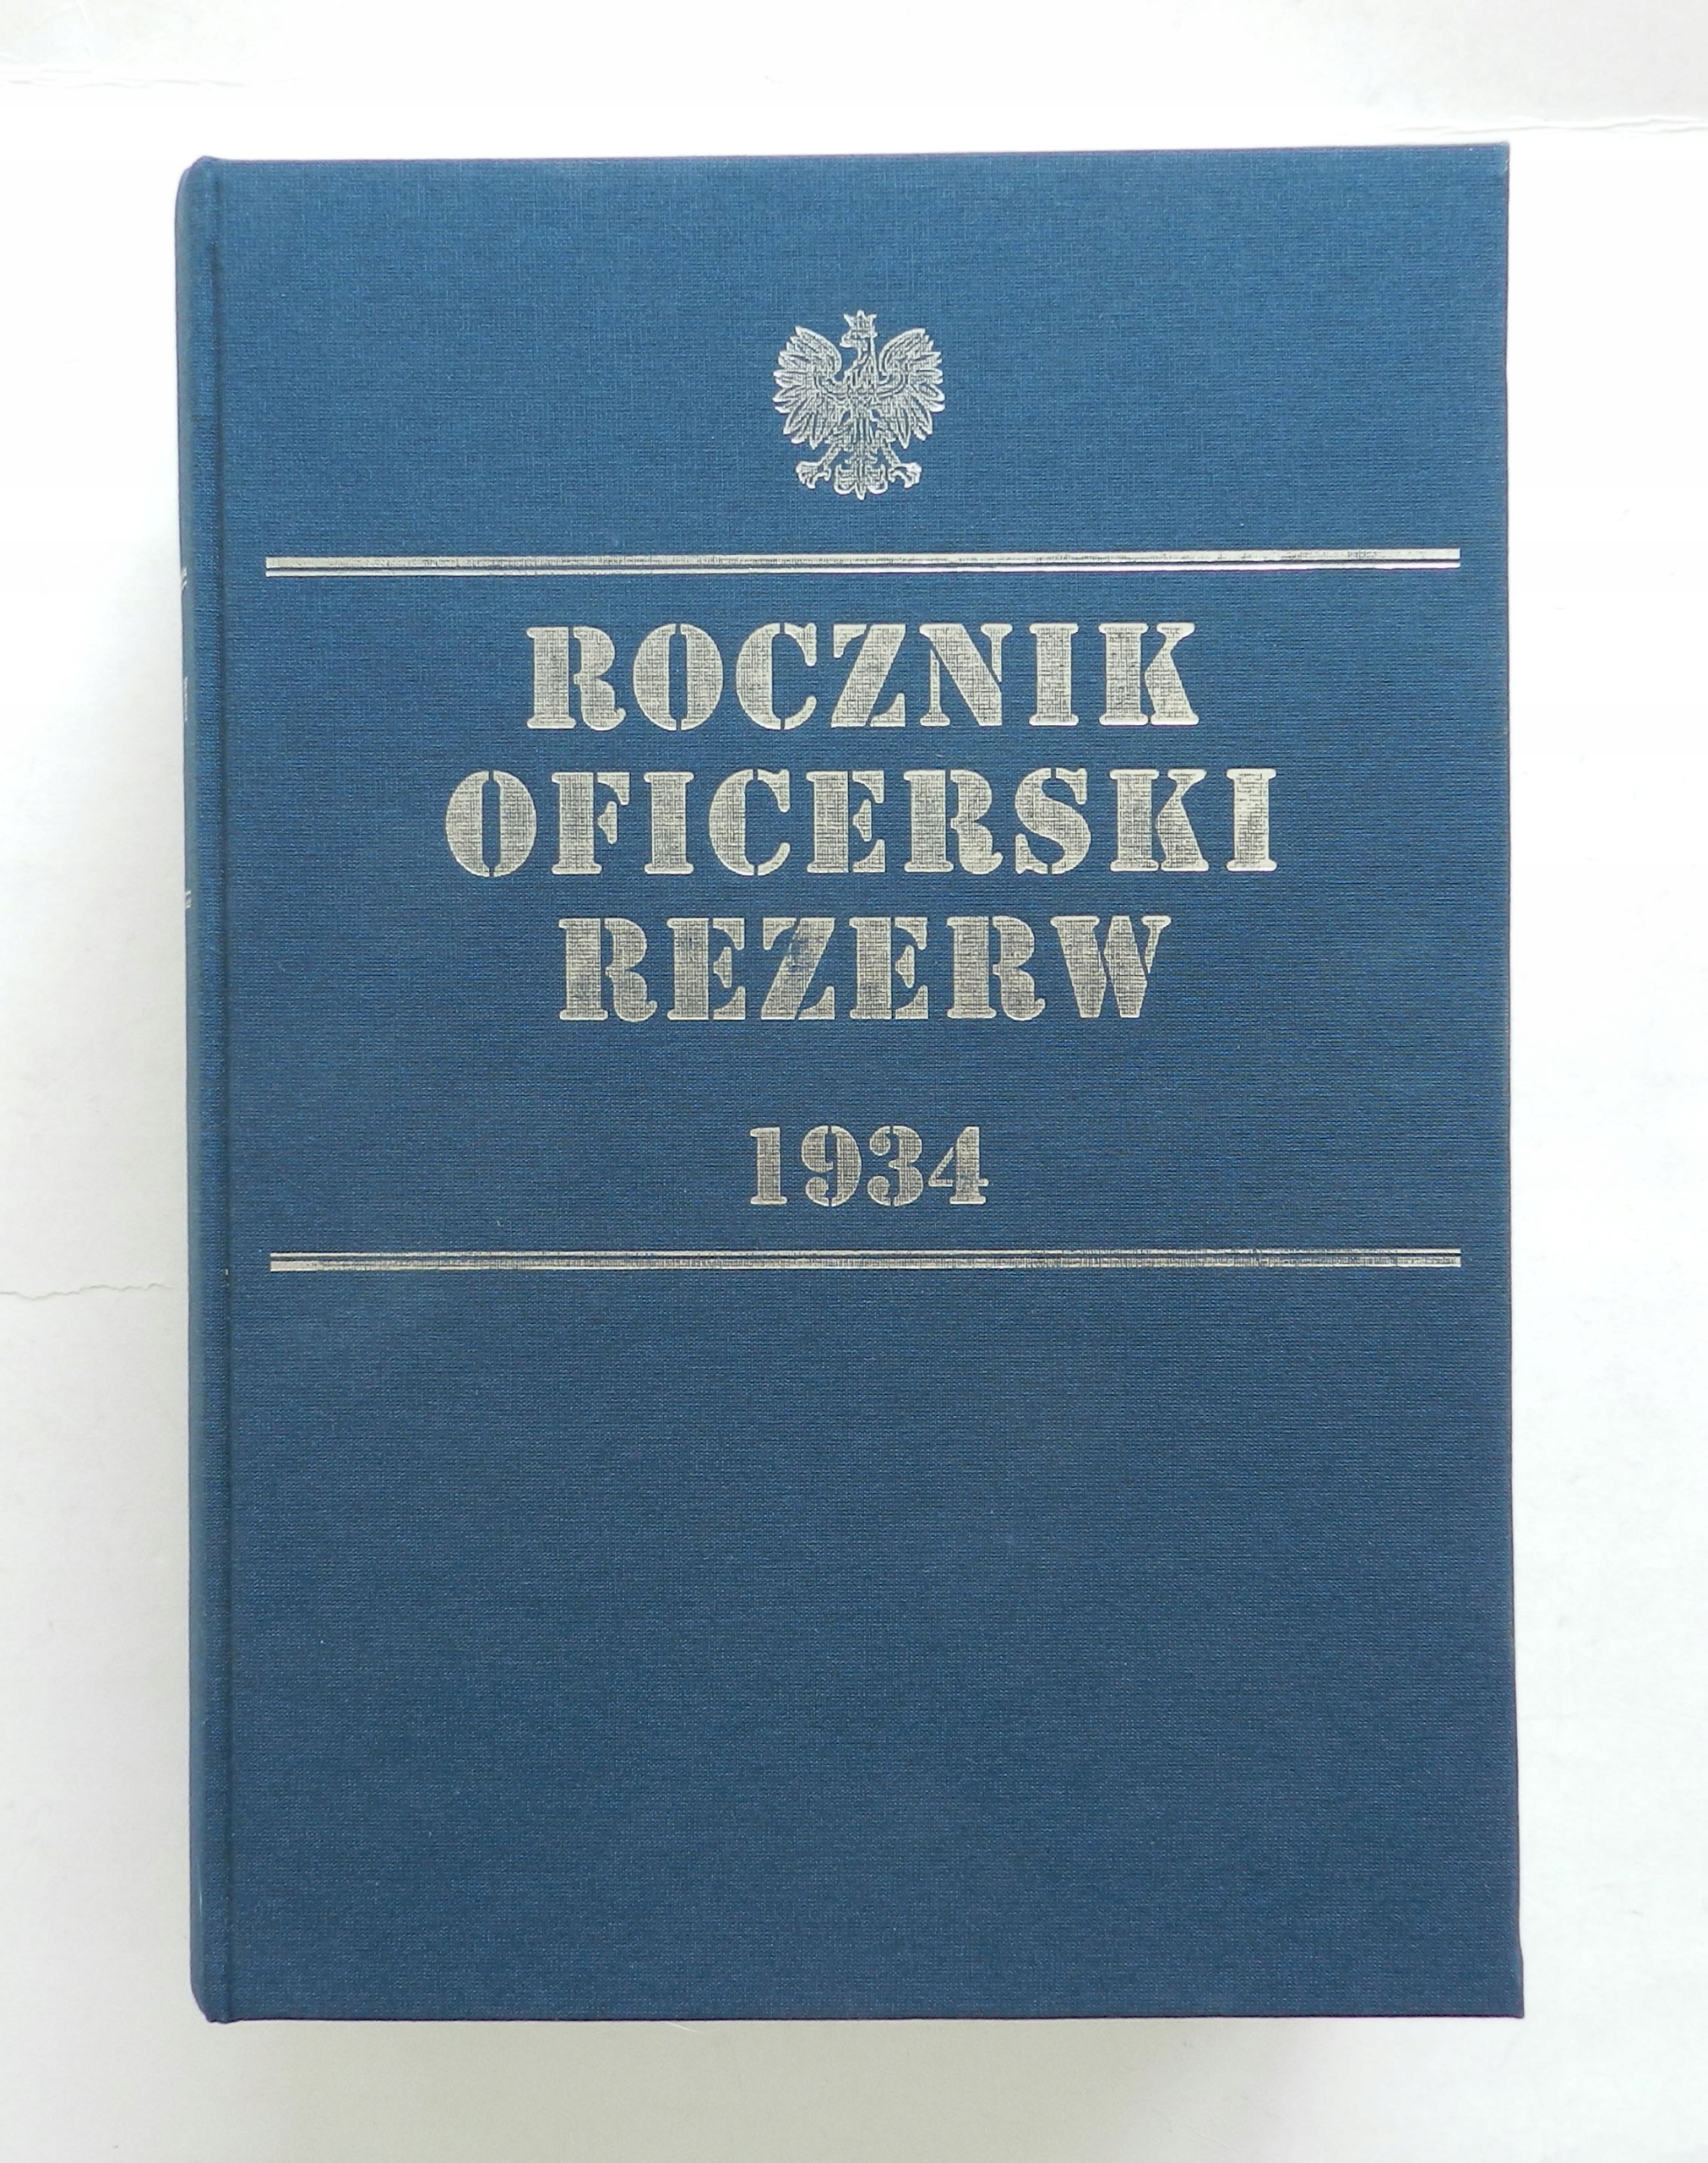 ROCZNIK
OFICERSKI
REZERW
1934